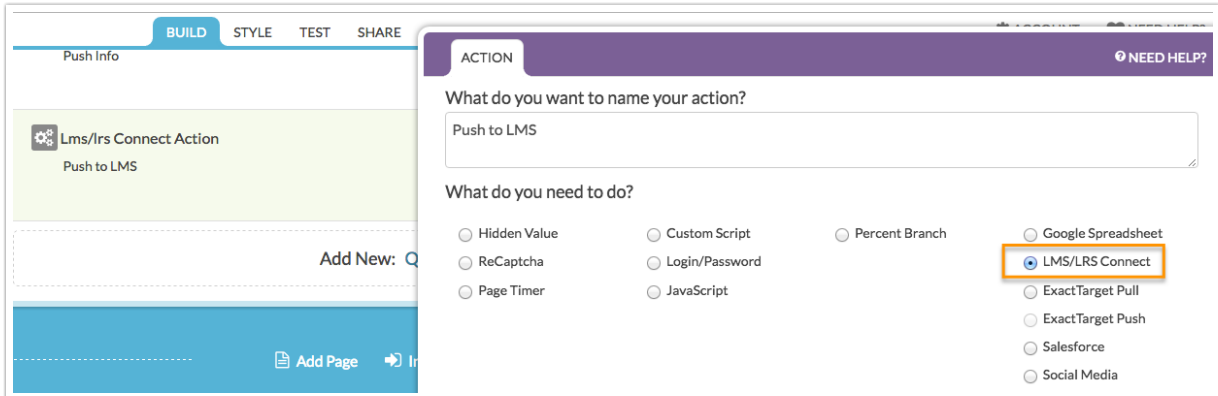 BUILD STYLE TEST SHARE
Push Info
Lms/lrs Connect Action
Push to LMS
Add New:
Add Page
ACTION
NEED HELP?
What do you want to name your action?
Push to LMS
What do you need to do?
Hidden Value Custom Script Percent Branch Google Spreadsheet
ReCaptcha Login/Password LMS/LRS Connect
Page Timer JavaScript ExactTarget Pull
ExactTarget Push
Salesforce
Social Media